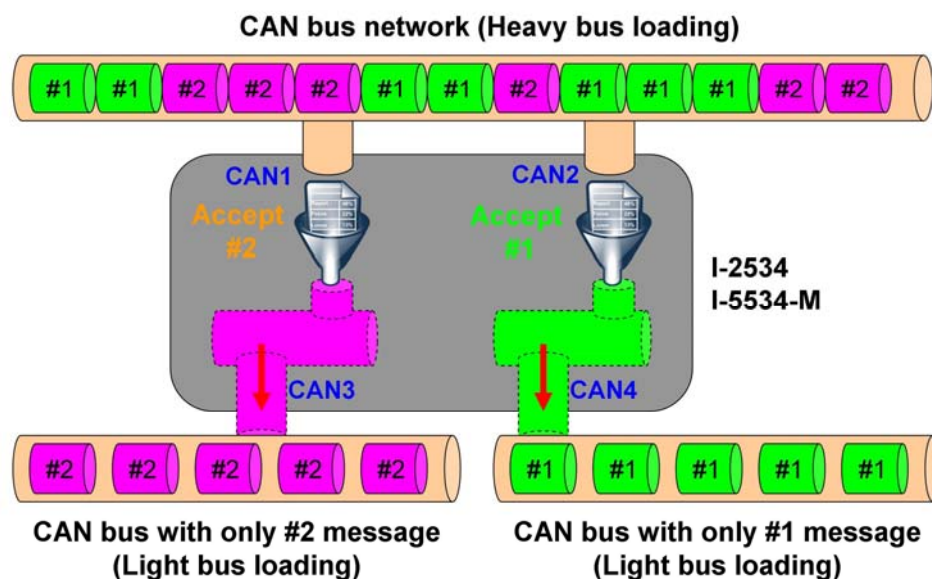 CAN bus network (Heavy bus loading)
#1 #1 #2 #2 #2 #1 #1 #2 #1 #1 #1 #2 #2
CAN1
CAN2
Accept
#2
Accept
#1
I-2534
I-5534-M
CAN3
CAN4
#2 #2 #2 #2 #2
#1 #1 #1 #1 #1
CAN bus with only #2 message
(Light bus loading)
CAN bus with only #1 message
(Light bus loading)